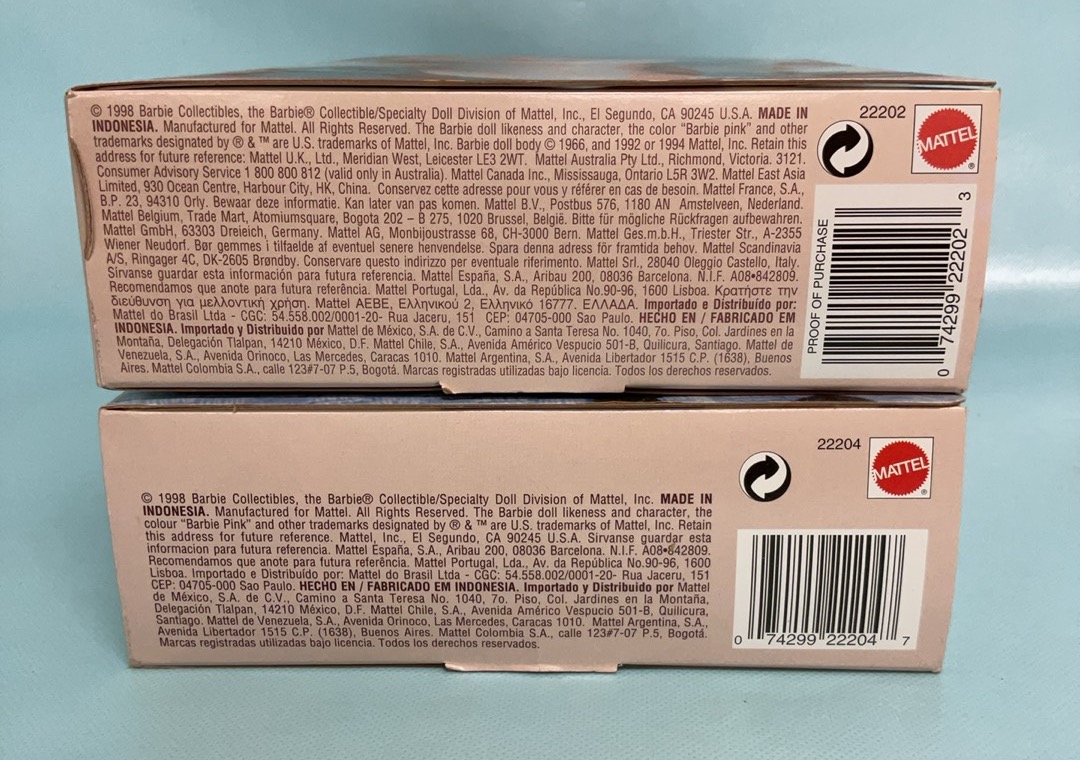 © 1998 Barbie Collectibles, the Barbie® Collectible/Specialty Doll Division of Mattel, Inc., El Segundo, CA 90245 U.S.A. MADE IN
INDONESIA. Manufactured for Mattel. All Rights Reserved. The Barbie doll likeness and character, the color “Barbie pink” and other
trademarks designated by ® & ™ are U.S. trademarks of Mattel, Inc. Barbie doll body © 1966, and 1992 or 1994 Mattel, Inc. Retain this
address for future reference: Mattel U.K., Ltd., Meridian West, Leicester LE3 2WT. Mattel Australia Pty Ltd., Richmond, Victoria. 3121.
Consumer Advisory Service 1 800 800 812 (valid only in Australia). Mattel Canada Inc., Mississauga, Ontario L5R 3W2. Mattel East Asia
Limited, 930 Ocean Centre, Harbour City, HK, China. Conservez cette adresse pour vous y référer en cas de besoin. Mattel France, S.A.,
B.P. 23, 94310 Orly. Bewaar deze informatie. Kan later van pas komen. Mattel B.V., Postbus 576, 1180 AN Amstelveen, Nederland.
Mattel Belgium, Trade Mart, Atomiumsquare, Bogota 202 – B 275, 1020 Brussel, België. Bitte für mögliche Rückfragen aufbewahren.
Mattel GmbH, 63303 Dreieich, Germany. Mattel AG, Monbijoustrasse 68, CH-3000 Bern. Mattel Ges.m.b.H., Triester Str., A-2355
Wiener Neudorf. Bør gemmes i tilfaelde af eventuel senere henvendelse. Spara denna adress för framtida behov. Mattel Scandinavia
A/S, Ringager 4C, DK-2605 Brøndby. Conservare questo indirizzo per eventuale riferimento. Mattel Srl., 28040 Oleggio Castello, Italy.
Sírvanse guardar esta información para futura referencia. Mattel España, S.A., Aribau 200, 08036 Barcelona. N.I.F. A08•842809.
Recomendamos que anote para futura referência. Mattel Portugal, Lda., Av. da República No.90-96, 1600 Lisboa. Κρατήστε την
διεύθυνση για μελλοντική χρήση. Mattel AEBE, Ελληνικού 2, Ελληνικό 16777. ΕΛΛΑΔΑ. Importado e Distribuído por:
Mattel do Brasil Ltda - CGC: 54.558.002/0001-20- Rua Jaceru, 151 CEP: 04705-000 Sao Paulo. HECHO EN / FABRICADO EM
INDONESIA. Importado y Distribuido por Mattel de México, S.A. de C.V., Camino a Santa Teresa No. 1040, 7o. Piso, Col. Jardines en la
Montaña, Delegación Tlalpan, 14210 México, D.F. Mattel Chile, S.A., Avenida Américo Vespucio 501-B, Quilicura, Santiago. Mattel de
Venezuela, S.A., Avenida Orinoco, Las Mercedes, Caracas 1010. Mattel Argentina, S.A., Avenida Libertador 1515 C.P. (1638), Buenos
Aires. Mattel Colombia S.A., calle 123#7-07 P.5, Bogotá. Marcas registradas utilizadas bajo licencia. Todos los derechos reservados.
22202
MATTEL
®
PROOF OF PURCHASE
0 74299 22202 3
22204
MATTEL
®
© 1998 Barbie Collectibles, the Barbie® Collectible/Specialty Doll Division of Mattel, Inc. MADE IN
INDONESIA. Manufactured for Mattel. All Rights Reserved. The Barbie doll likeness and character, the
colour “Barbie Pink” and other trademarks designated by ® & ™ are U.S. trademarks of Mattel, Inc. Retain
this address for future reference. Mattel, Inc., El Segundo, CA 90245 U.S.A. Sirvanse guardar esta
informacion para futura referencia. Mattel España, S.A., Aribau 200, 08036 Barcelona. N.I.F. A08•842809.
Recomendamos que anote para futura referência. Mattel Portugal, Lda., Av. da República No.90-96, 1600
Lisboa. Importado e Distribuído por: Mattel do Brasil Ltda - CGC: 54.558.002/0001-20- Rua Jaceru, 151
CEP: 04705-000 Sao Paulo. HECHO EN / FABRICADO EM INDONESIA. Importado y Distribuido por Mattel
de México, S.A. de C.V., Camino a Santa Teresa No. 1040, 7o. Piso, Col. Jardines en la Montaña,
Delegación Tlalpan, 14210 México, D.F. Mattel Chile, S.A., Avenida Américo Vespucio 501-B, Quilicura,
Santiago. Mattel de Venezuela, S.A., Avenida Orinoco, Las Mercedes, Caracas 1010. Mattel Argentina, S.A.,
Avenida Libertador 1515 C.P. (1638), Buenos Aires. Mattel Colombia S.A., calle 123#7-07 P.5, Bogotá.
Marcas registradas utilizadas bajo licencia. Todos los derechos reservados.
0 74299 22204 7